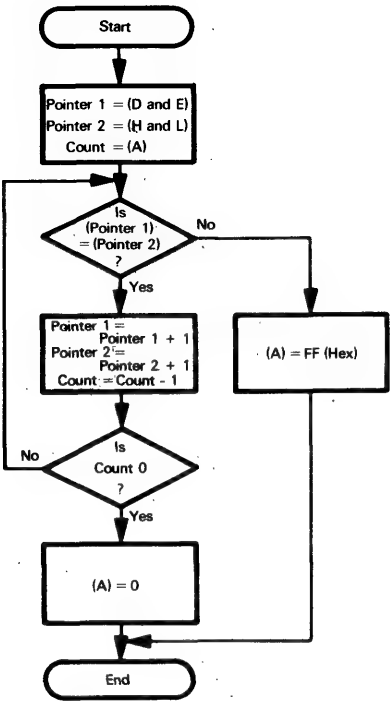 Start
Pointer 1 = (D and E)
Pointer 2 = (H and L)
Count = (A)
Is
(Pointer 1)
= (Pointer 2)
?
No
Yes
Pointer 1 =
Pointer 1 + 1
Pointer 2 =
Pointer 2 + 1
Count = Count - 1
(A) = FF (Hex)
Is
Count 0
?
No
Yes
(A) = 0
End